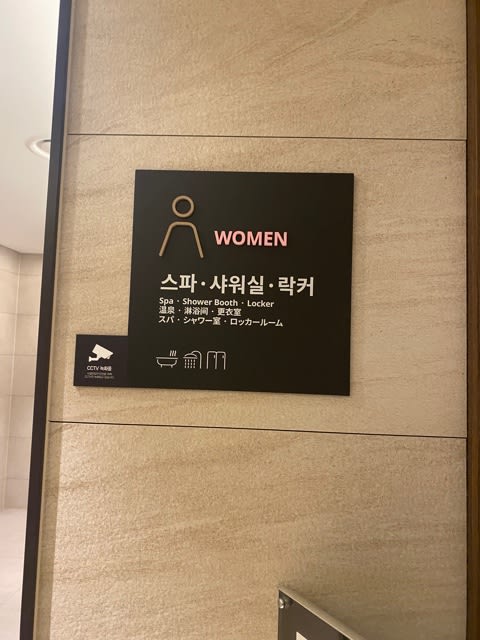 WOMEN
스파·샤워실·락커
Spa · Shower Booth · Locker
温泉 · 淋浴间 · 更衣室
スパ · シャワー室 · ロッカールーム
CCTV 녹화중